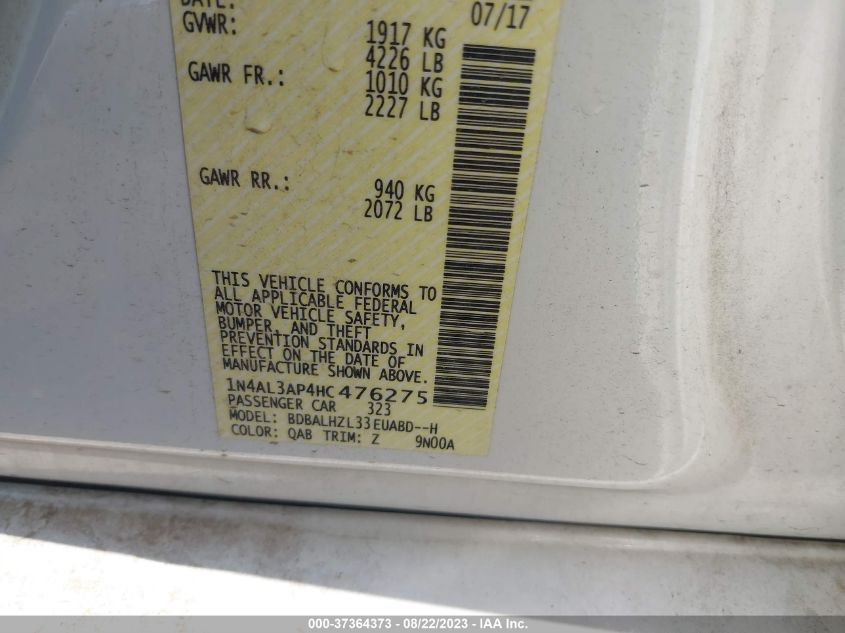 DATE:
07/17
GVWR: 1917 KG
4226 LB
GAWR FR.: 1010 KG
2227 LB
GAWR RR.: 940 KG
2072 LB
THIS VEHICLE CONFORMS TO
ALL APPLICABLE FEDERAL
MOTOR VEHICLE SAFETY,
BUMPER, AND THEFT
PREVENTION STANDARDS IN
EFFECT ON THE DATE OF
MANUFACTURE SHOWN ABOVE.
1N4AL3AP4HC476275
PASSENGER CAR 323
MODEL: BDBALHZL33EUABD--H
COLOR: QAB TRIM: Z 9N00A
000-37364373 - 08/22/2023 - IAA Inc.